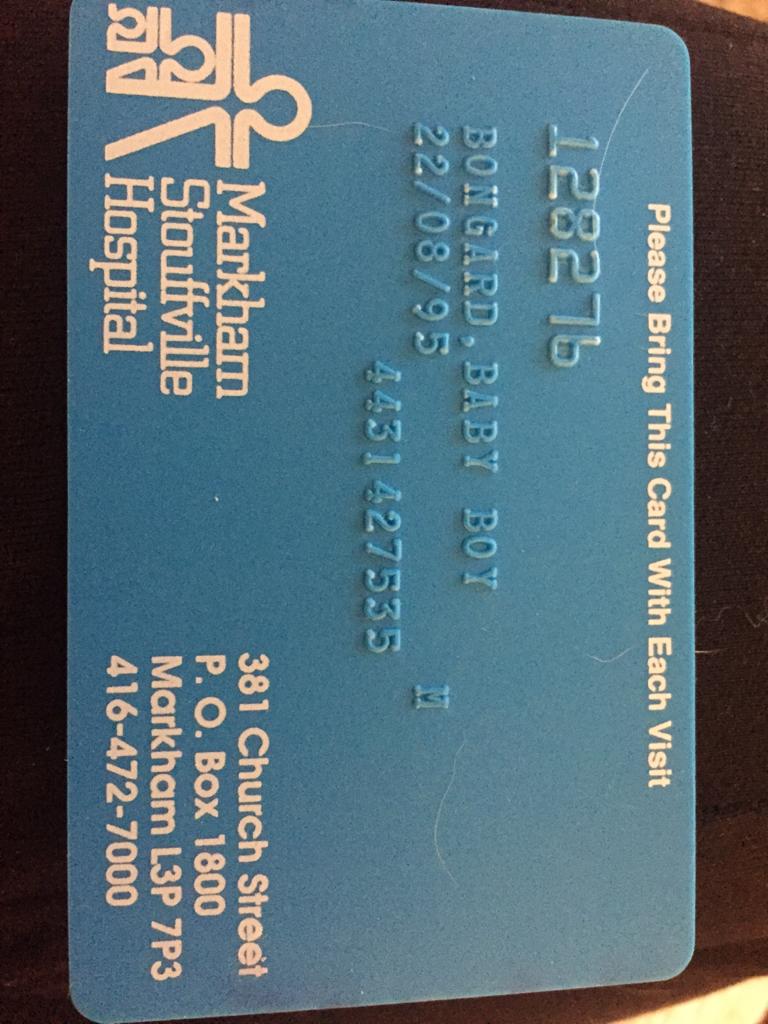 Please Bring This Card With Each Visit
128276
BONGARD, BABY BOY
22/08/95 M
4431427535
Markham
Stouffville
Hospital
381 Church Street
P. O. Box 1800
Markham L3P 7P3
416-472-7000